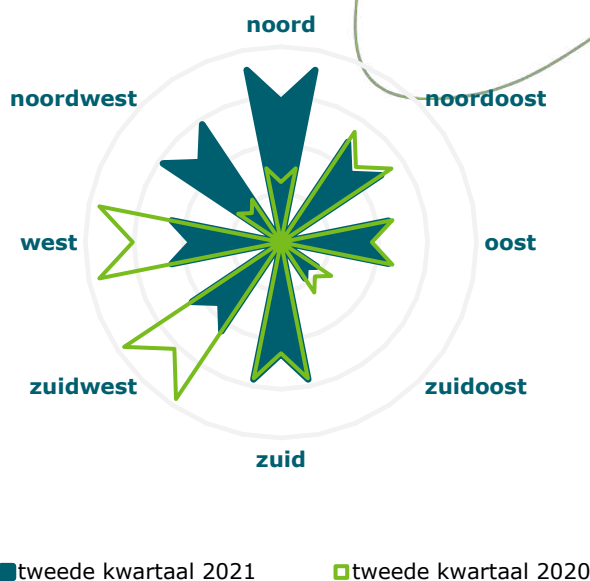 noord
noordwest
noordoost
west
oost
zuidwest
zuidoost
zuid
tweede kwartaal 2021
tweede kwartaal 2020